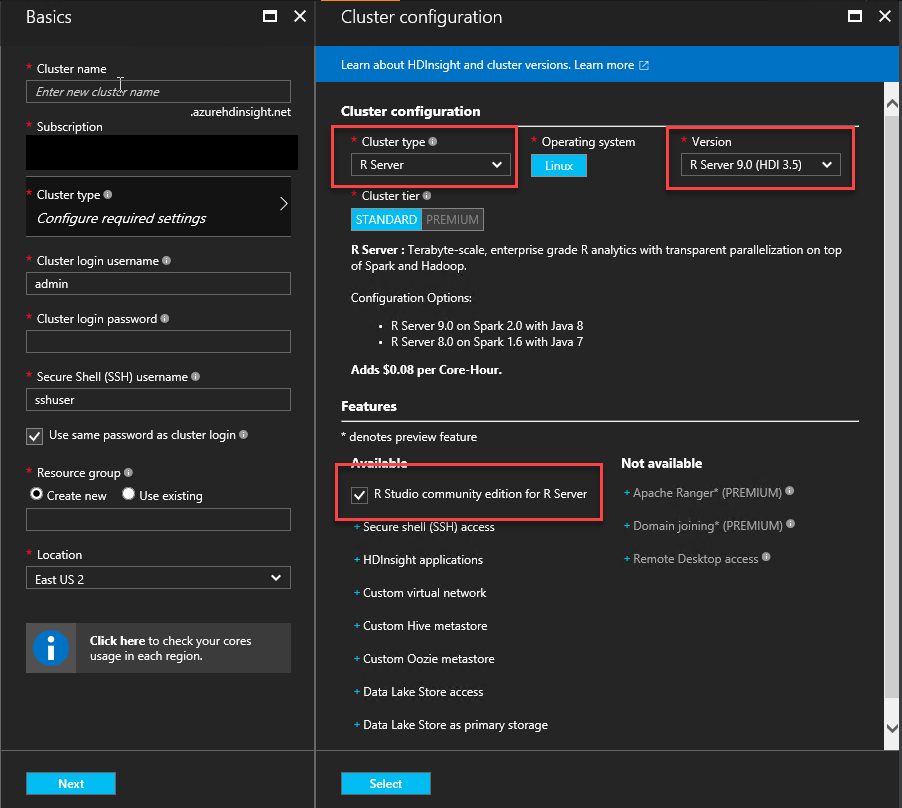 Basics
* Cluster name
Enter new cluster name
.azurehdinsight.net
* Subscription
* Cluster type
Configure required settings
* Cluster login username
admin
* Cluster login password
* Secure Shell (SSH) username
sshuser
Use same password as cluster login
* Resource group
Create new Use existing
* Location
East US 2
Click here to check your cores
usage in each region.
Next
Cluster configuration
Learn about HDInsight and cluster versions. Learn more
Cluster configuration
* Cluster type
R Server
* Operating system
Linux
* Version
R Server 9.0 (HDI 3.5)
* Cluster tier
STANDARD PREMIUM
R Server : Terabyte-scale, enterprise grade R analytics with transparent parallelization on top
of Spark and Hadoop.
Configuration Options:
• R Server 9.0 on Spark 2.0 with Java 8
• R Server 8.0 on Spark 1.6 with Java 7
Adds $0.08 per Core-Hour.
Features
* denotes preview feature
Available
R Studio community edition for R Server
+ Secure shell (SSH) access
+ HDInsight applications
+ Custom virtual network
+ Custom Hive metastore
+ Custom Oozie metastore
+ Data Lake Store access
+ Data Lake Store as primary storage
Not available
+ Apache Ranger* (PREMIUM)
+ Domain joining* (PREMIUM)
+ Remote Desktop access
Select